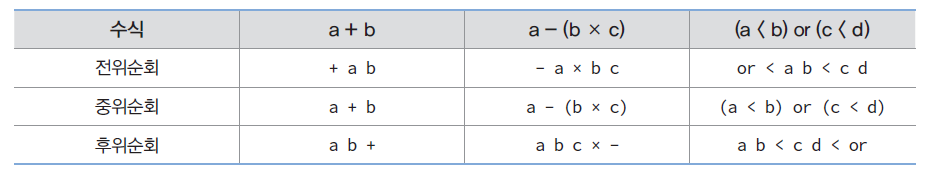 수식 a + b a − (b × c) (a < b) or (c < d)
전위순회 + a b − a × b c or < a b < c d
중위순회 a + b a − (b × c) (a < b) or (c < d)
후위순회 a b + a b c × − a b < c d < or